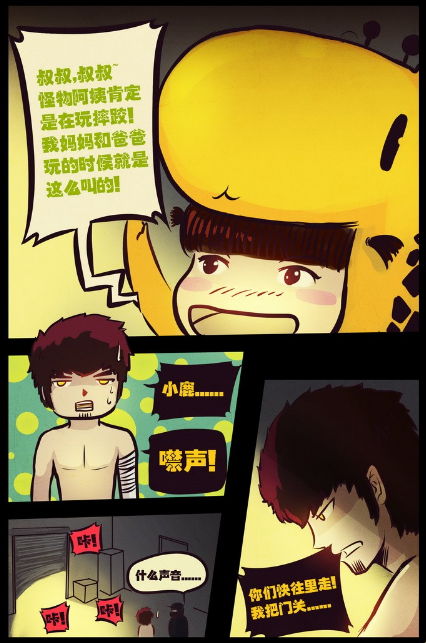 叔叔,叔叔~
怪物阿姨肯定
是在玩摔跤!
我妈妈和爸爸
玩的时候就是
这么叫的!
小鹿……
噤声!
咔!
咔!
咔!
什么声音……
你们快往里走!
我把门关……